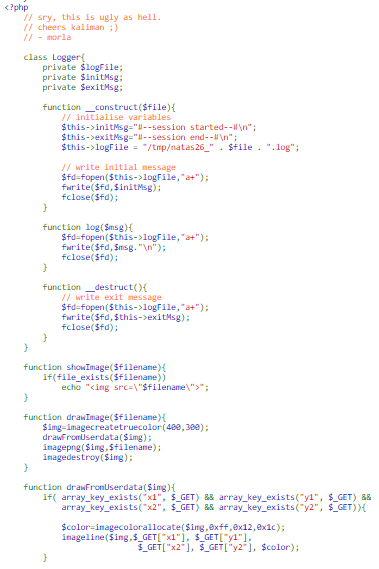 <?php
    // sry, this is ugly as hell.
    // cheers kaliman ;)
    // - morla

    class Logger{
        private $logFile;
        private $initMsg;
        private $exitMsg;

        function __construct($file){
            // initialise variables
            $this->initMsg="#--session started--#\n";
            $this->exitMsg="#--session end--#\n";
            $this->logFile = "/tmp/natas26_" . $file . ".log";

            // write initial message
            $fd=fopen($this->logFile,"a+");
            fwrite($fd,$initMsg);
            fclose($fd);
        }

        function log($msg){
            $fd=fopen($this->logFile,"a+");
            fwrite($fd,$msg."\n");
            fclose($fd);
        }

        function __destruct(){
            // write exit message
            $fd=fopen($this->logFile,"a+");
            fwrite($fd,$this->exitMsg);
            fclose($fd);
        }
    }

    function showImage($filename){
        if(file_exists($filename))
            echo "<img src=\"$filename\">";
    }

    function drawImage($filename){
        $img=imagecreatetruecolor(400,300);
        drawFromUserdata($img);
        imagepng($img,$filename);
        imagedestroy($img);
    }

    function drawFromUserdata($img){
        if( array_key_exists("x1", $_GET) && array_key_exists("y1", $_GET) &&
            array_key_exists("x2", $_GET) && array_key_exists("y2", $_GET)){

            $color=imagecolorallocate($img,0xff,0x12,0x1c);
            imageline($img,$_GET["x1"], $_GET["y1"],
                            $_GET["x2"], $_GET["y2"], $color);
        }